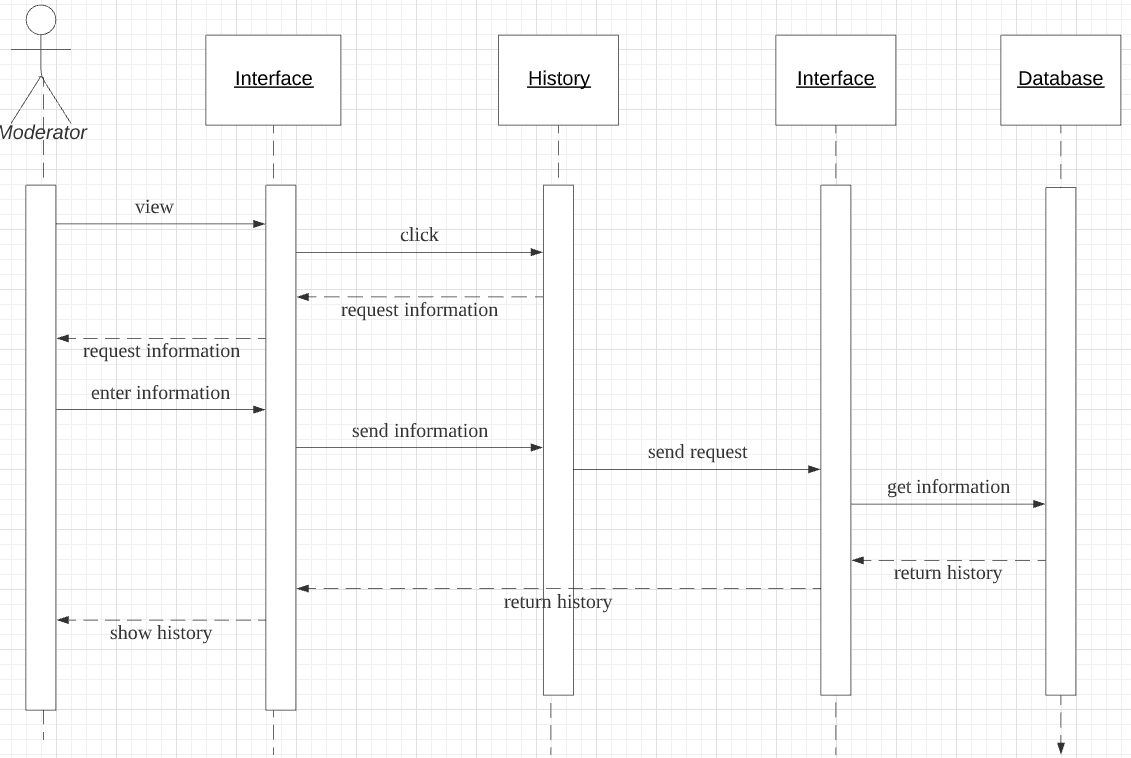 Interface
History
Interface
Database
Moderator
view
click
request information
request information
enter information
send information
send request
get information
return history
return history
show history